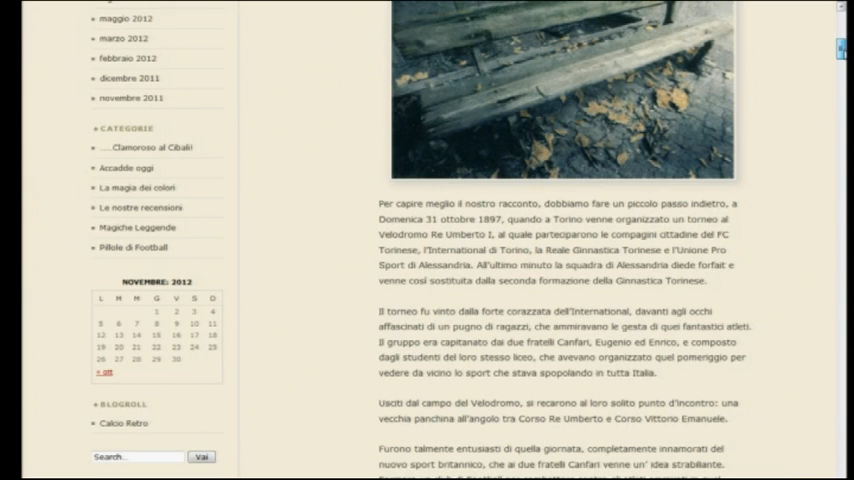 maggio 2012
marzo 2012
febbraio 2012
dicembre 2011
novembre 2011
CATEGORIE
.....Clamoroso al Cibali!
Accadde oggi
La magia dei colori
Le nostre recensioni
Magiche Leggende
Pillole di Football
NOVEMBRE: 2012
L M M G V S D
1 2 3 4
5 6 7 8 9 10 11
12 13 14 15 16 17 18
19 20 21 22 23 24 25
26 27 28 29 30
« ott
BLOGROLL
Calcio Retro
Search...
Vai
Per capire meglio il nostro racconto, dobbiamo fare un piccolo passo indietro, a
Domenica 31 ottobre 1897, quando a Torino venne organizzato un torneo al
Velodromo Re Umberto I, al quale parteciparono le compagini cittadine del FC
Torinese, l'International di Torino, la Reale Ginnastica Torinese e l'Unione Pro
Sport di Alessandria. All'ultimo minuto la squadra di Alessandria diede forfait e
venne così sostituita dalla seconda formazione della Ginnastica Torinese.
Il torneo fu vinto dalla forte corazzata dell'International, davanti agli occhi
affascinati di un pugno di ragazzi, che ammiravano le gesta di quei fantastici atleti.
Il gruppo era capitanato dai due fratelli Canfari, Eugenio ed Enrico, e composto
dagli studenti del loro stesso liceo, che avevano organizzato quel pomeriggio per
vedere da vicino lo sport che stava spopolando in tutta Italia.
Usciti dal campo del Velodromo, si recarono al loro solito punto d'incontro: una
vecchia panchina all'angolo tra Corso Re Umberto e Corso Vittorio Emanuele.
Furono talmente entusiasti di quella giornata, completamente innamorati del
nuovo sport britannico, che ai due fratelli Canfari venne un' idea strabiliante.